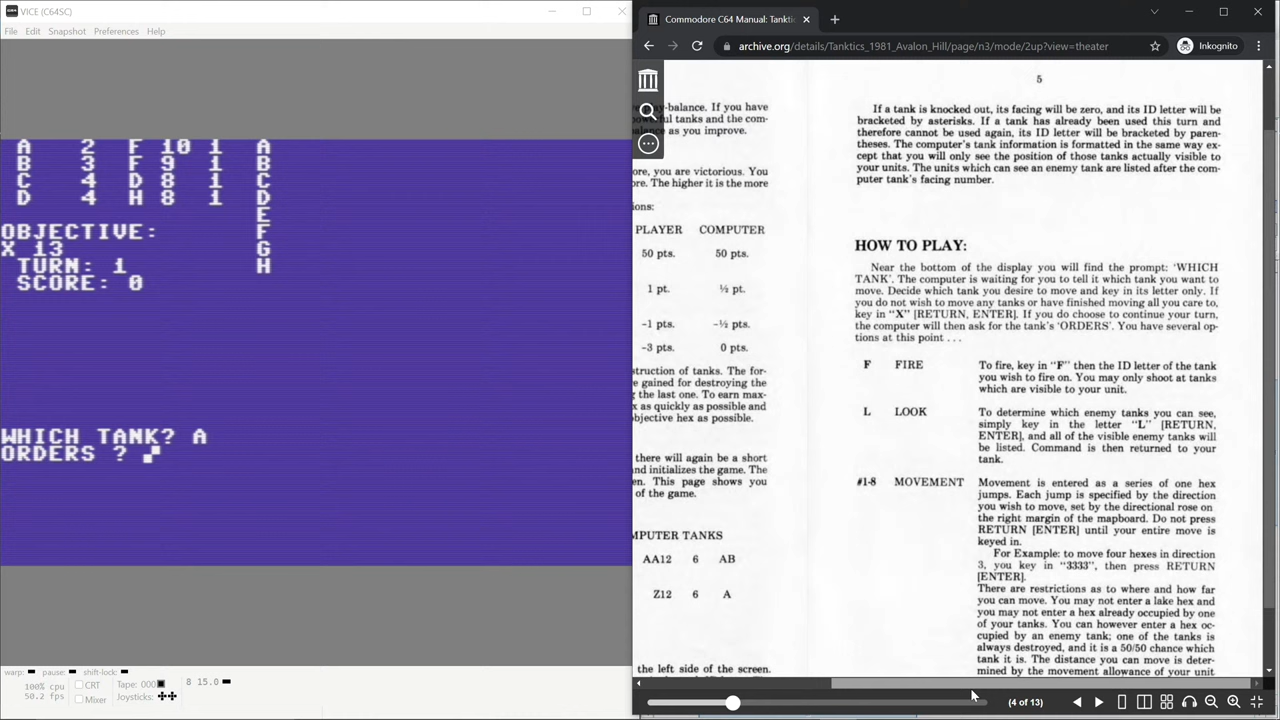 VICE (C64SC)
File Edit Snapshot Preferences Help
A 2 F 10 1 A
B 3 F 9 1 B
C 4 D 8 1 C
D 4 H 8 1 D
E
OBJECTIVE: F
X 13 G
TURN: 1 H
SCORE: 0
WHICH TANK? A
ORDERS ?
warp: pause: shift-lock:
100% cpu
50.2 fps
CRT
Mixer
Tape: 000
Joysticks:
8 15.0
Commodore C64 Manual: Tankti
archive.org/details/Tanktics_1981_Avalon_Hill/page/n3/mode/2up?view=theater
Inkognito
play-balance. If you have
tanks and the com-
as you improve.
ore, you are victorious. You
ore. The higher it is the more
ions:
PLAYER COMPUTER
50 pts. 50 pts.
1 pt. ½ pt.
-1 pts. -½ pts.
-3 pts. 0 pts.
struction of tanks. The for-
e gained for destroying the
g the last one. To earn max-
x as quickly as possible and
objective hex as possible.
there will again be a short
and initializes the game. The
en. This page shows you
of the game.
MPUTER TANKS
AA12 6 AB
Z12 6 A
the left side of the screen.
5
If a tank is knocked out, its facing will be zero, and its ID letter will be
bracketed by asterisks. If a tank has already been used this turn and
therefore cannot be used again, its ID letter will be bracketed by paren-
theses. The computer's tank information is formatted in the same way ex-
cept that you will only see the position of those tanks actually visible to
your units. The units which can see an enemy tank are listed after the com-
puter tank's facing number.
HOW TO PLAY:
Near the bottom of the display you will find the prompt: 'WHICH
TANK'. The computer is waiting for you to tell it which tank you want to
move. Decide which tank you desire to move and key in its letter only. If
you do not wish to move any tanks or have finished moving all you care to,
key in "X" [RETURN, ENTER]. If you do choose to continue your turn,
the computer will then ask for the tank's 'ORDERS'. You have several op-
tions at this point . . .
F FIRE To fire, key in "F" then the ID letter of the tank
you wish to fire on. You may only shoot at tanks
which are visible to your unit.
L LOOK To determine which enemy tanks you can see,
simply key in the letter "L" [RETURN,
ENTER], and all of the visible enemy tanks will
be listed. Command is then returned to your
tank.
#1-8 MOVEMENT Movement is entered as a series of one hex
jumps. Each jump is specified by the direction
you wish to move, set by the directional rose on
the right margin of the mapboard. Do not press
RETURN [ENTER] until your entire move is
keyed in.
For Example: to move four hexes in direction
3, you key in "3333", then press RETURN
[ENTER].
There are restrictions as to where and how far
you can move. You may not enter a lake hex and
you may not enter a hex already occupied by one
of your tanks. You can however enter a hex oc-
cupied by an enemy tank; one of the tanks is
always destroyed, and it is a 50/50 chance which
tank it is. The distance you can move is deter-
mined by the movement allowance of your unit
(4 of 13)